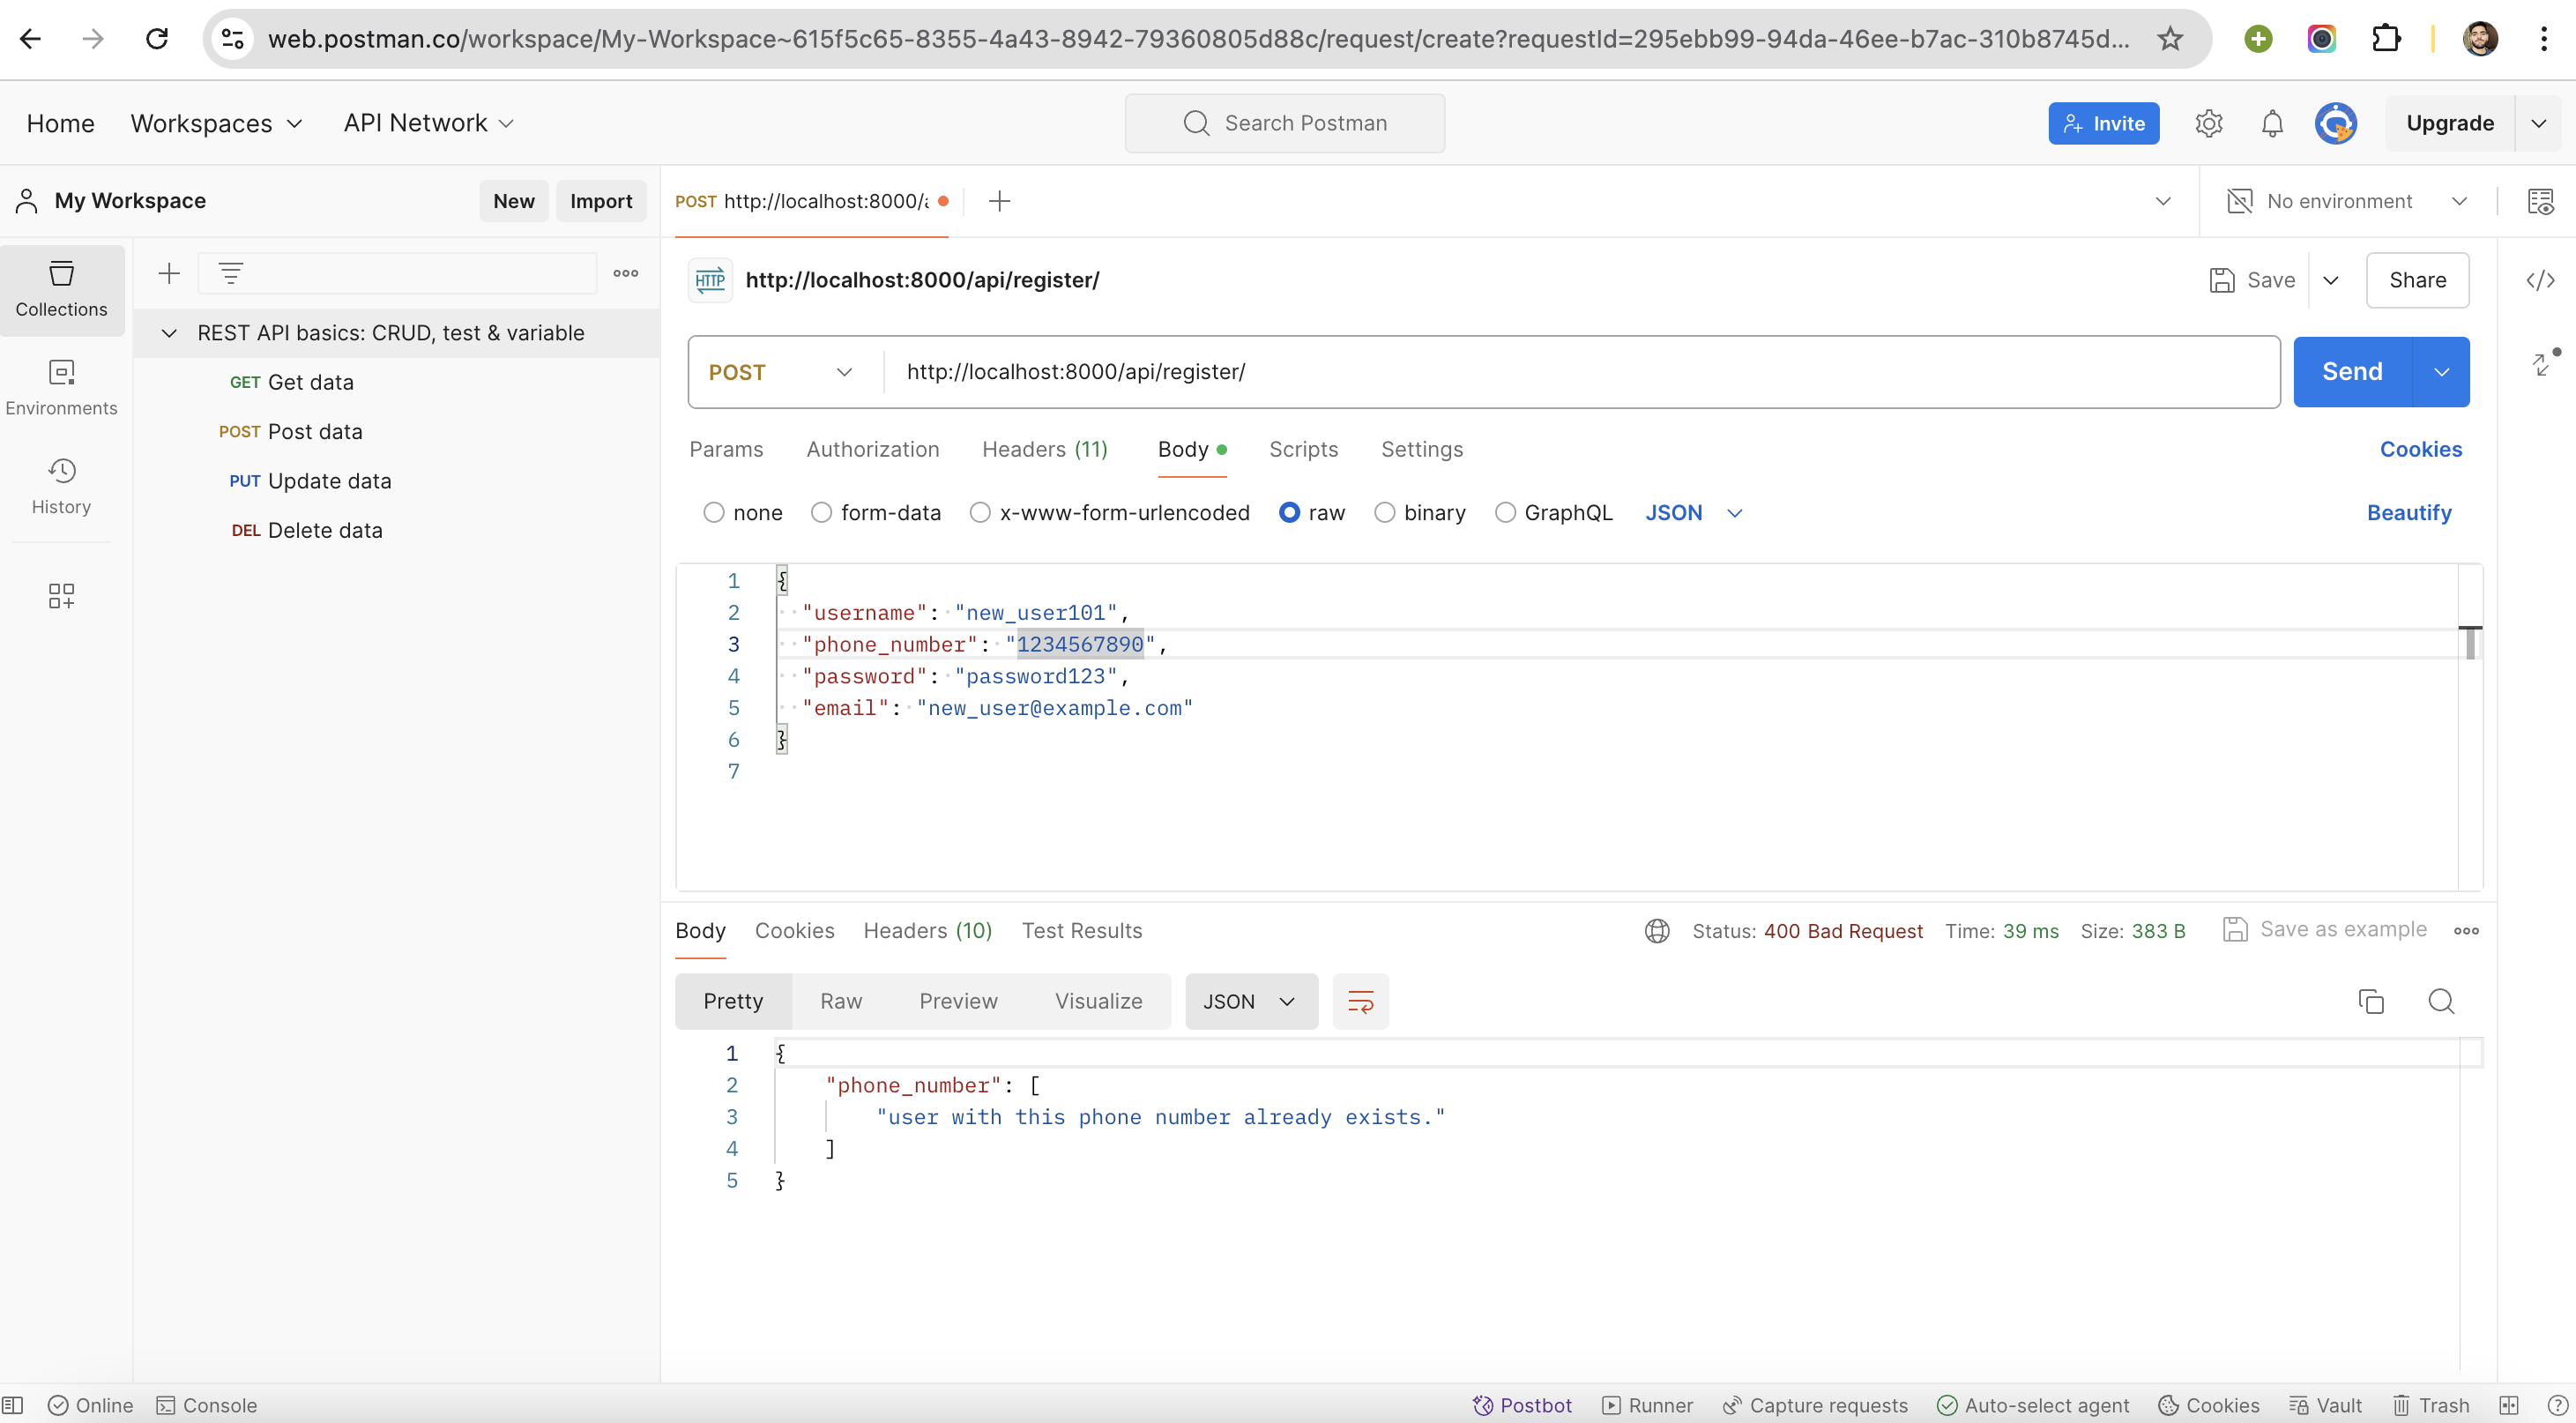 web.postman.co/workspace/My-Workspace~615f5c65-8355-4a43-8942-79360805d88c/request/create?requestId=295ebb99-94da-46ee-b7ac-310b8745d...
Home Workspaces API Network Search Postman Invite Upgrade
My Workspace New Import POST http://localhost:8000/a No environment
Collections
Environments
History
REST API basics: CRUD, test & variable
GET Get data
POST Post data
PUT Update data
DEL Delete data
HTTP http://localhost:8000/api/register/ Save Share
POST http://localhost:8000/api/register/ Send
Params Authorization Headers (11) Body Scripts Settings Cookies
none form-data x-www-form-urlencoded raw binary GraphQL JSON Beautify
1 {
2 "username": "new_user101",
3 "phone_number": "1234567890",
4 "password": "password123",
5 "email": "new_user@example.com"
6 }
7
Body Cookies Headers (10) Test Results Status: 400 Bad Request Time: 39 ms Size: 383 B Save as example
Pretty Raw Preview Visualize JSON
1 {
2 "phone_number": [
3 "user with this phone number already exists."
4 ]
5 }
Online Console Postbot Runner Capture requests Auto-select agent Cookies Vault Trash